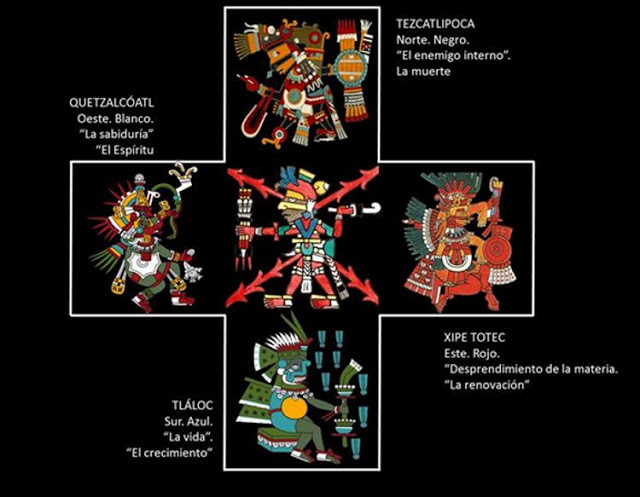 TEZCATLIPOCA
Norte. Negro.
“El enemigo interno”.
La muerte
QUETZALCÓATL
Oeste. Blanco.
“La sabiduría”
“El Espíritu
XIPE TOTEC
Este. Rojo.
“Desprendimiento de la materia.
“La renovación”
TLÁLOC
Sur. Azul.
“La vida”.
“El crecimiento”